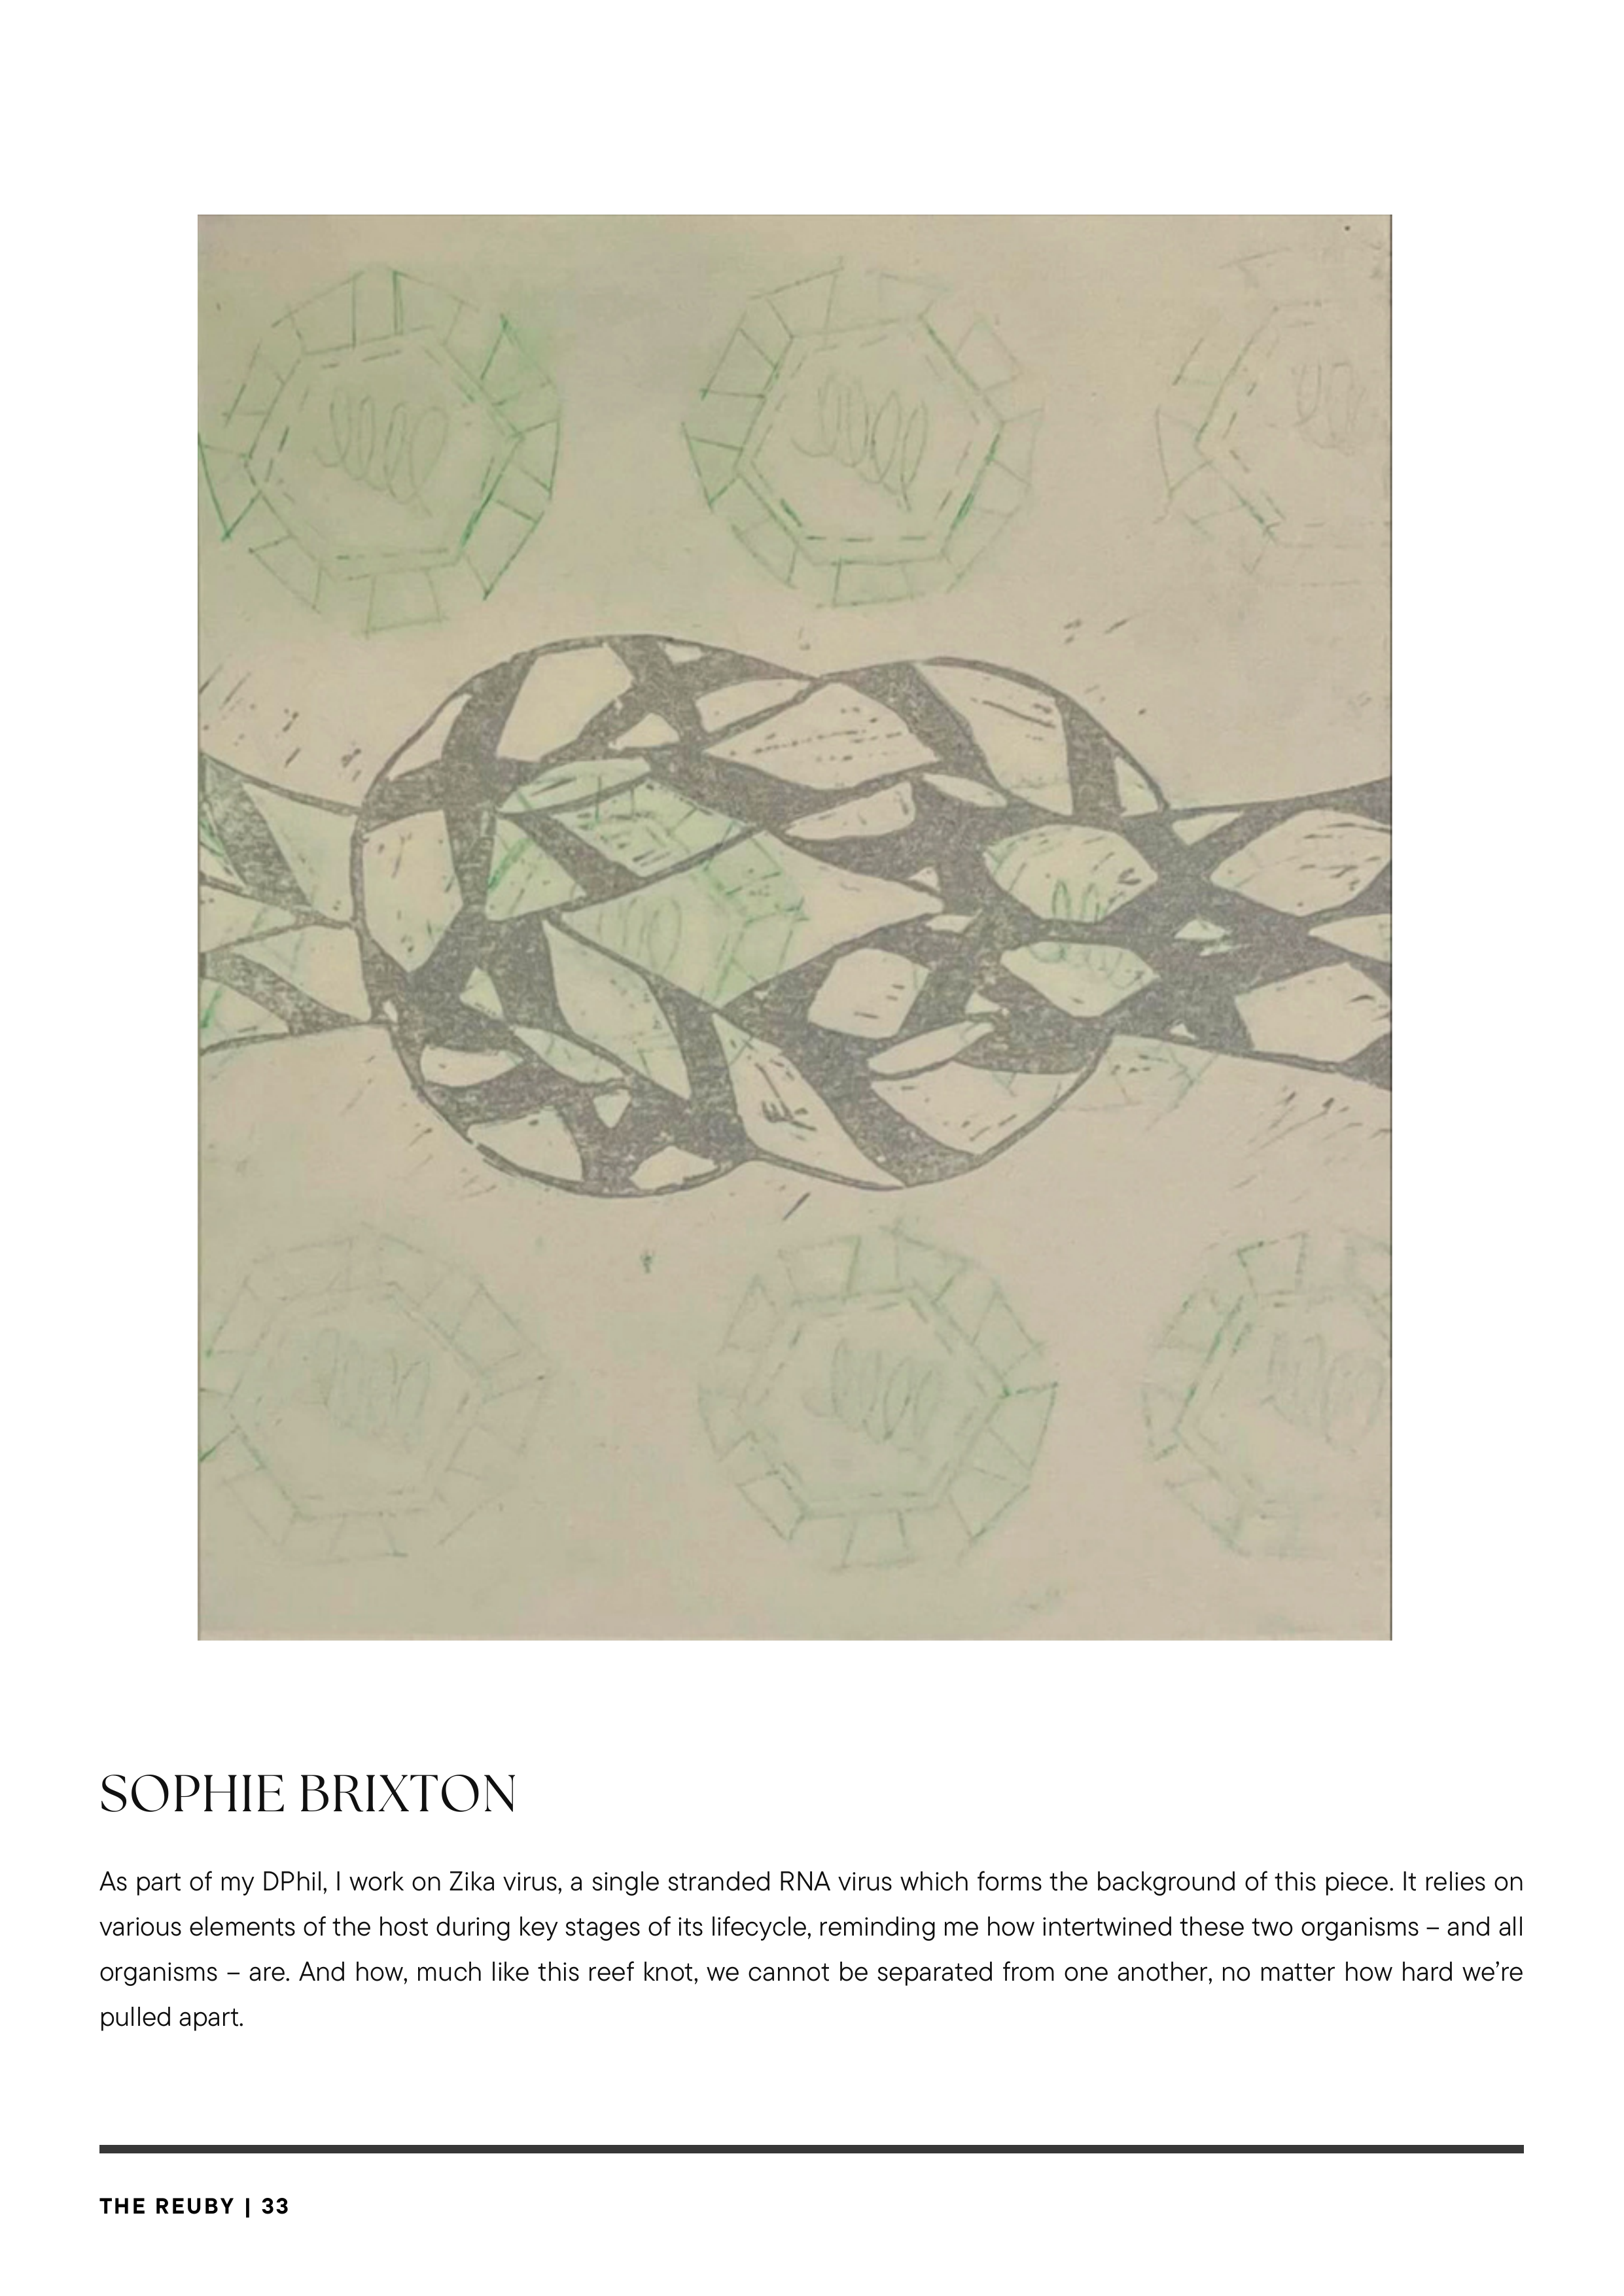 SOPHIE BRIXTON
As part of my DPhil, I work on Zika virus, a single stranded RNA virus which forms the background of this piece. It relies on
various elements of the host during key stages of its lifecycle, reminding me how intertwined these two organisms – and all
organisms – are. And how, much like this reef knot, we cannot be separated from one another, no matter how hard we’re
pulled apart.
THE REUBY | 33